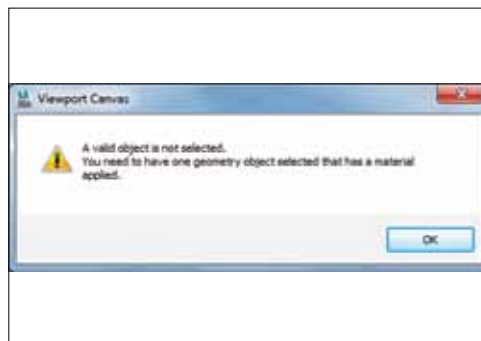 Viewport Canvas
A valid object is not selected.
You need to have one geometry object selected that has a material
applied.
OK